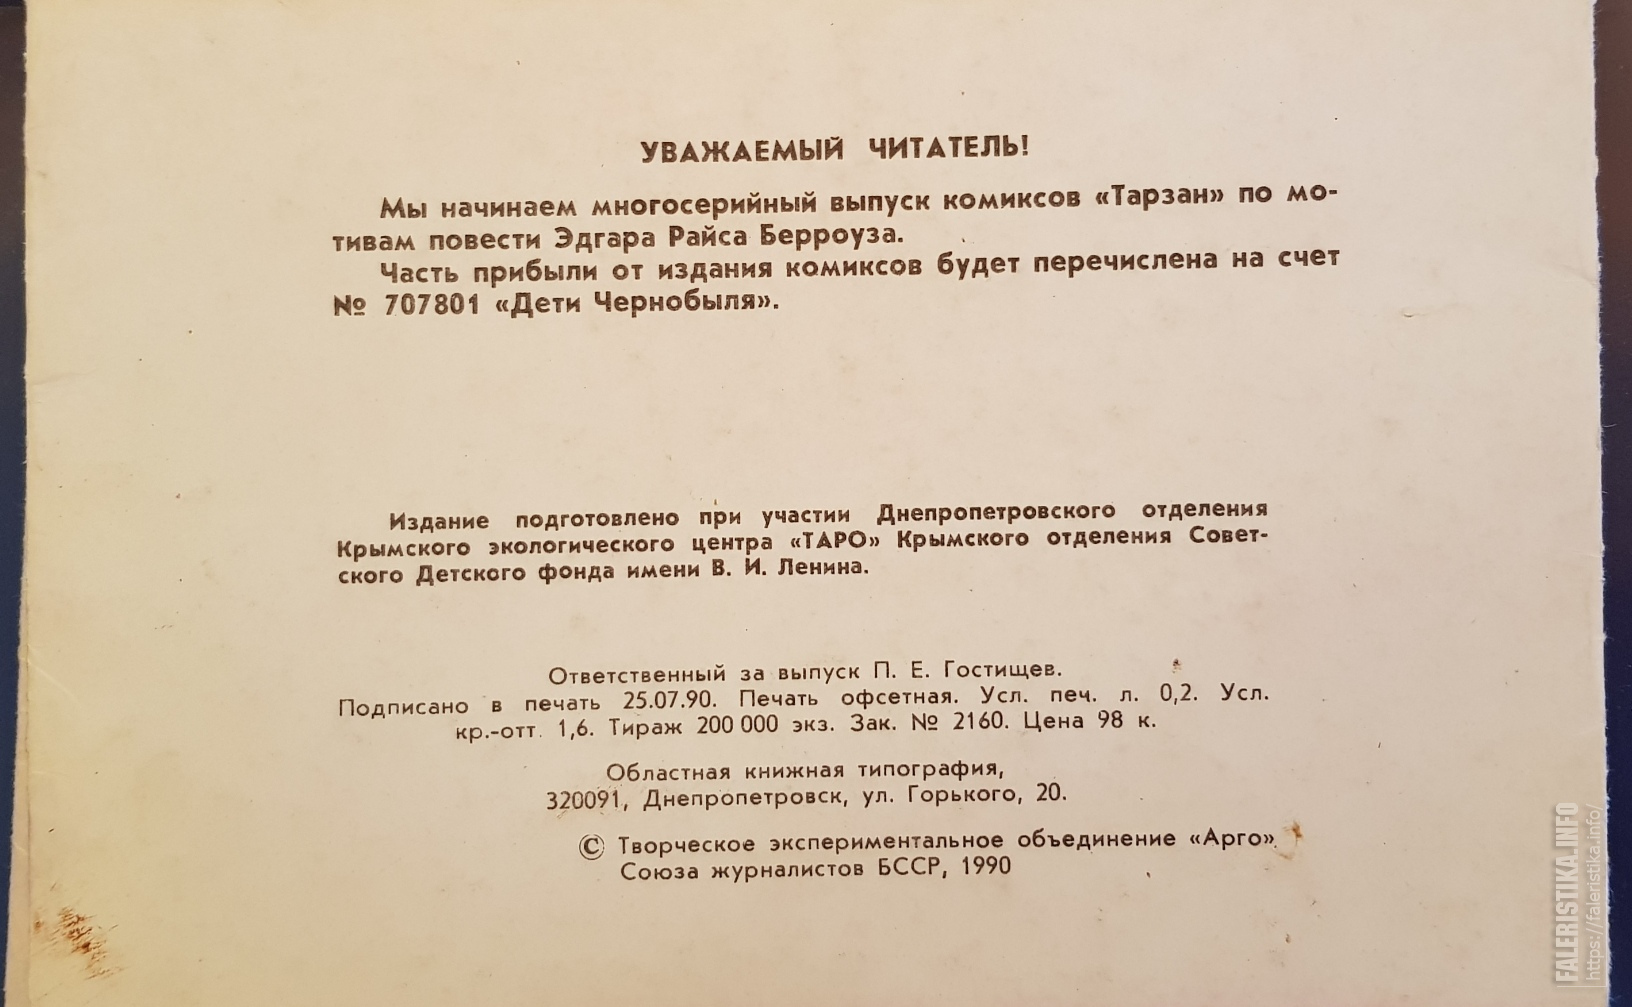 УВАЖАЕМЫЙ ЧИТАТЕЛЬ!
Мы начинаем многосерийный выпуск комиксов «Тарзан» по мо-
тивам повести Эдгара Райса Берроуза.
Часть прибыли от издания комиксов будет перечислена на счет
№ 707801 «Дети Чернобыля».
Издание подготовлено при участии Днепропетровского отделения
Крымского экологического центра «ТАРО» Крымского отделения Совет-
ского Детского фонда имени В. И. Ленина.
Ответственный за выпуск П. Е. Гостищев.
Подписано в печать 25.07.90. Печать офсетная. Усл. печ. л. 0,2. Усл.
кр.-отт. 1,6. Тираж 200 000 экз. Зак. № 2160. Цена 98 к.
Областная книжная типография,
320091, Днепропетровск, ул. Горького, 20.
© Творческое экспериментальное объединение «Арго»
Союза журналистов БССР, 1990
FALERISTIKA.INFO
https://faleristika.info/